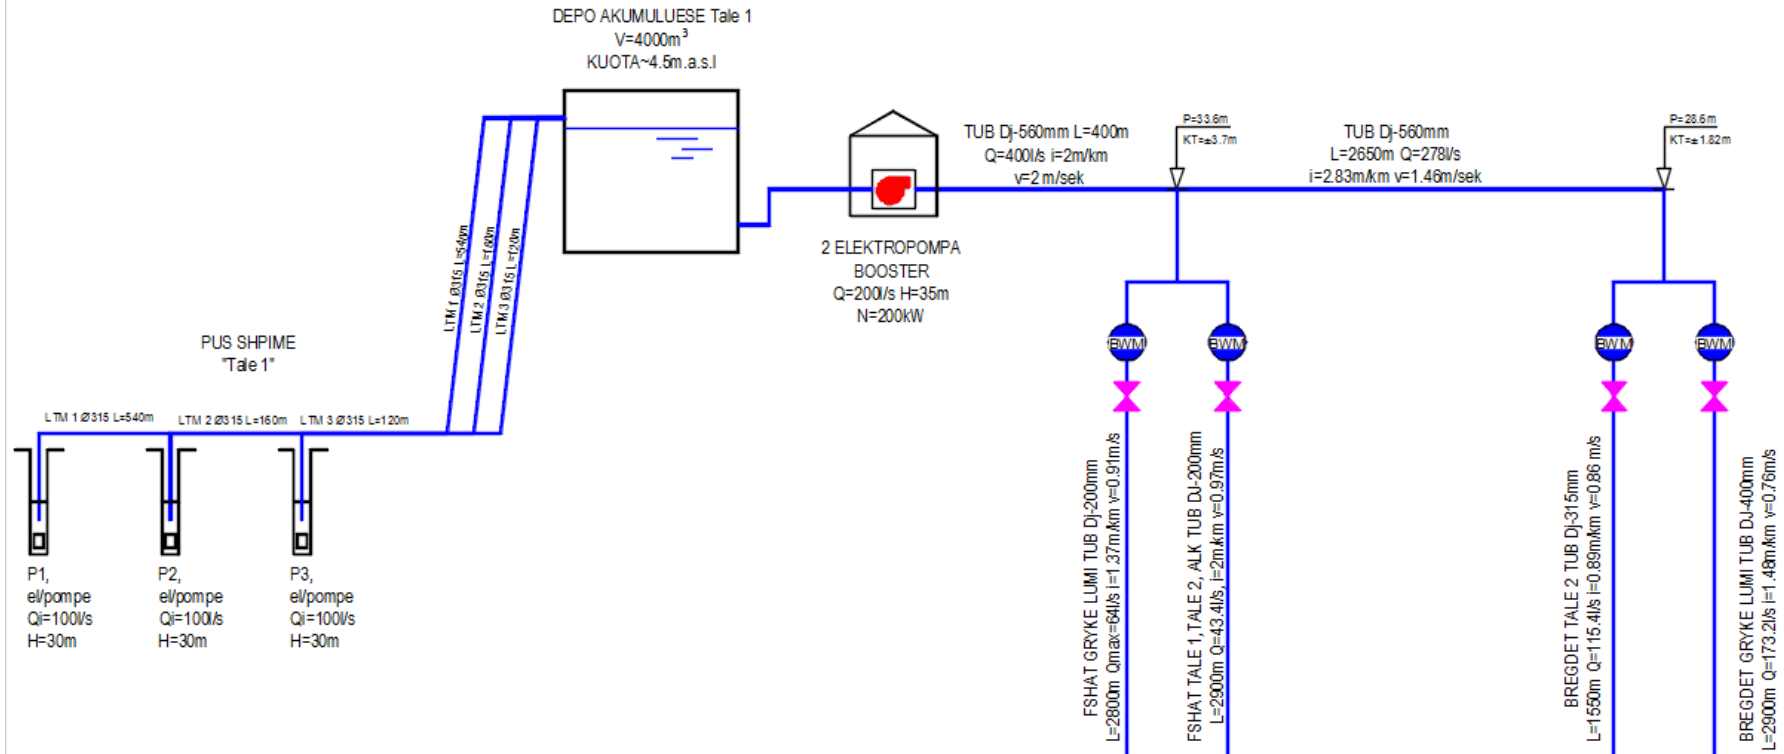 DEPO AKUMULUESE Tale 1
V=4000m³
KUOTA~4.5m.a.s.l
TUB Dj-560mm L=400m
Q=400l/s i=2m/km
v=2m/sek
P=33.6m
KT=±3.7m
TUB Dj-560mm
L=2650m Q=278l/s
i=2.83m/km v=1.46m/sek
P=28.6m
KT=±1.82m
2 ELEKTROPOMPA
BOOSTER
Q=200l/s H=35m
N=200kW
LTM 1 Ø315 L=540m
LTM 2 Ø315 L=160m
LTM 3 Ø315 L=120m
PUS SHPIME
"Tale 1"
LTM 1 Ø315 L=540m
LTM 2 Ø315 L=160m
LTM 3 Ø315 L=120m
BWM
BWM
BWM
BWM
P1,
el/pompe
Qi=100l/s
H=30m
P2,
el/pompe
Qi=100l/s
H=30m
P3,
el/pompe
Qi=100l/s
H=30m
FSHAT GRYKE LUMI TUB Dj-200mm
L=2800m Qmax=64l/s i=1.37m/km v=0.91m/s
FSHAT TALE 1,TALE 2, ALK TUB DJ-200mm
L=2900m Q=43.4l/s, i=2m/km v=0.97m/s
BREGDET TALE 2 TUB Dj-315mm
L=1550m Q=115.4l/s i=0.89m/km v=0.86 m/s
BREGDET GRYKE LUMI TUB DJ-400mm
L=2900m Q=173.2l/s i=1.48m/km v=0.76m/s